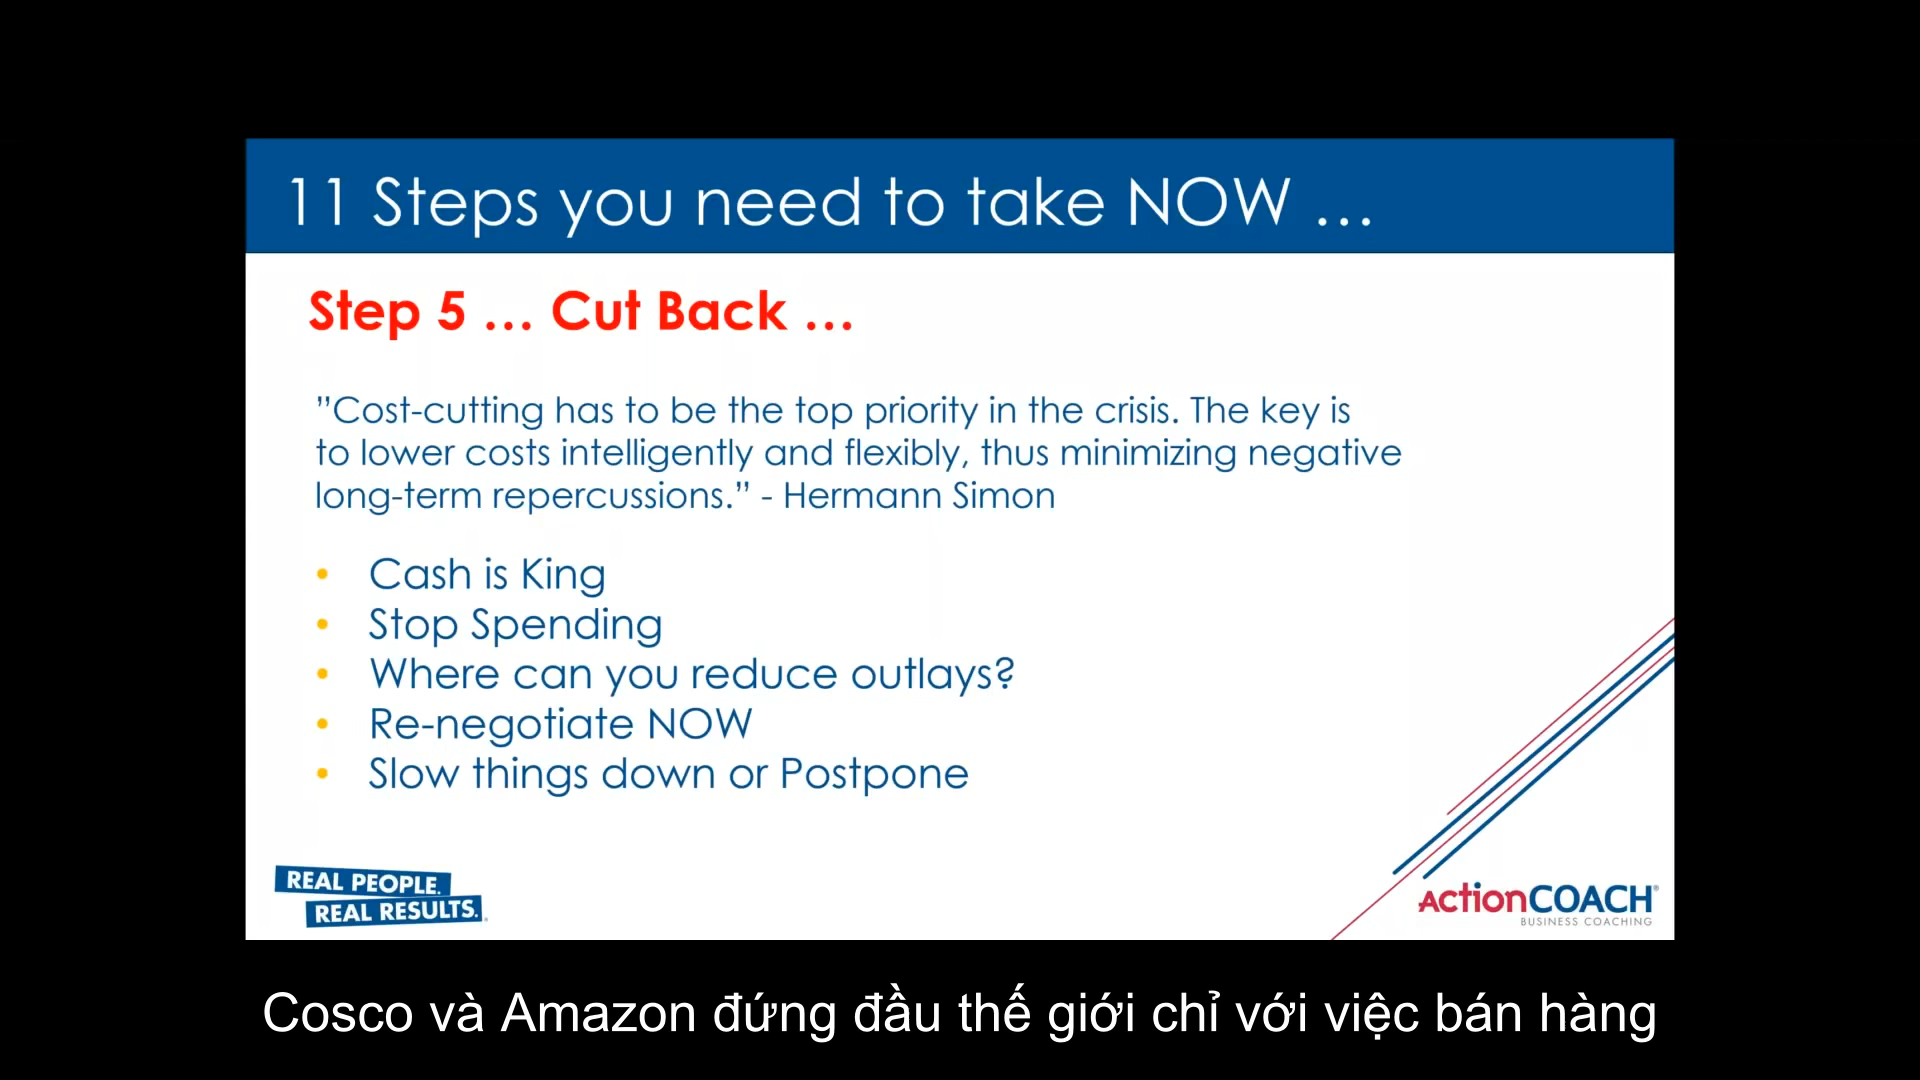 11 Steps you need to take NOW ...
Step 5 ... Cut Back ...
”Cost-cutting has to be the top priority in the crisis. The key is
to lower costs intelligently and flexibly, thus minimizing negative
long-term repercussions.” - Hermann Simon
• Cash is King
• Stop Spending
• Where can you reduce outlays?
• Re-negotiate NOW
• Slow things down or Postpone
REAL PEOPLE.
REAL RESULTS.
ActionCOACH®
BUSINESS COACHING
Cosco và Amazon đứng đầu thế giới chỉ với việc bán hàng